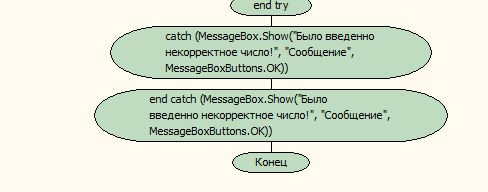 end try
catch (MessageBox.Show("Было введенно
некорректное число!", "Сообщение",
MessageBoxButtons.OK))
end catch (MessageBox.Show("Было
введенно некорректное число!", "Сообщение",
MessageBoxButtons.OK))
Конец